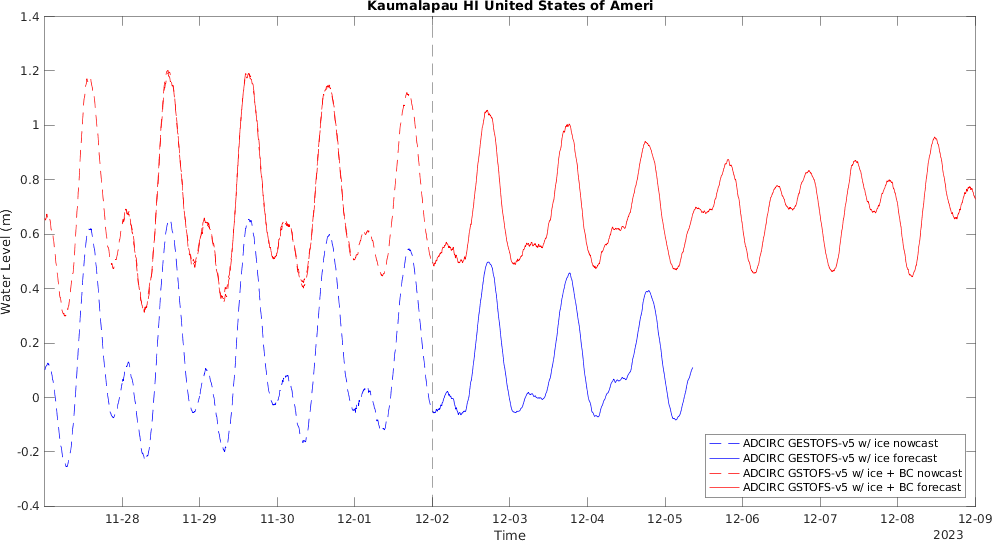 Kaumalapau HI United States of Ameri
1.4
1.2
1
0.8
0.6
0.4
0.2
0
-0.2
-0.4
Water Level (m)
11-28 11-29 11-30 12-01 12-02 12-03 12-04 12-05 12-06 12-07 12-08 12-09
Time
2023
ADCIRC GESTOFS-v5 w/ ice nowcast
ADCIRC GESTOFS-v5 w/ ice forecast
ADCIRC GSTOFS-v5 w/ ice + BC nowcast
ADCIRC GSTOFS-v5 w/ ice + BC forecast